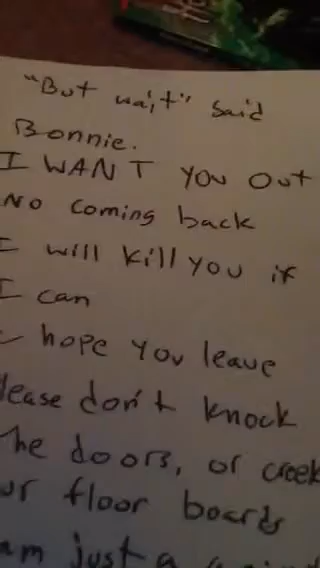 "But wait" said
Bonnie.
I WANT YOU OUT
NO coming back
I will kill you if
I can
hope you leave
lease don't knock
he doors, or creek
ur floor boards
am just a